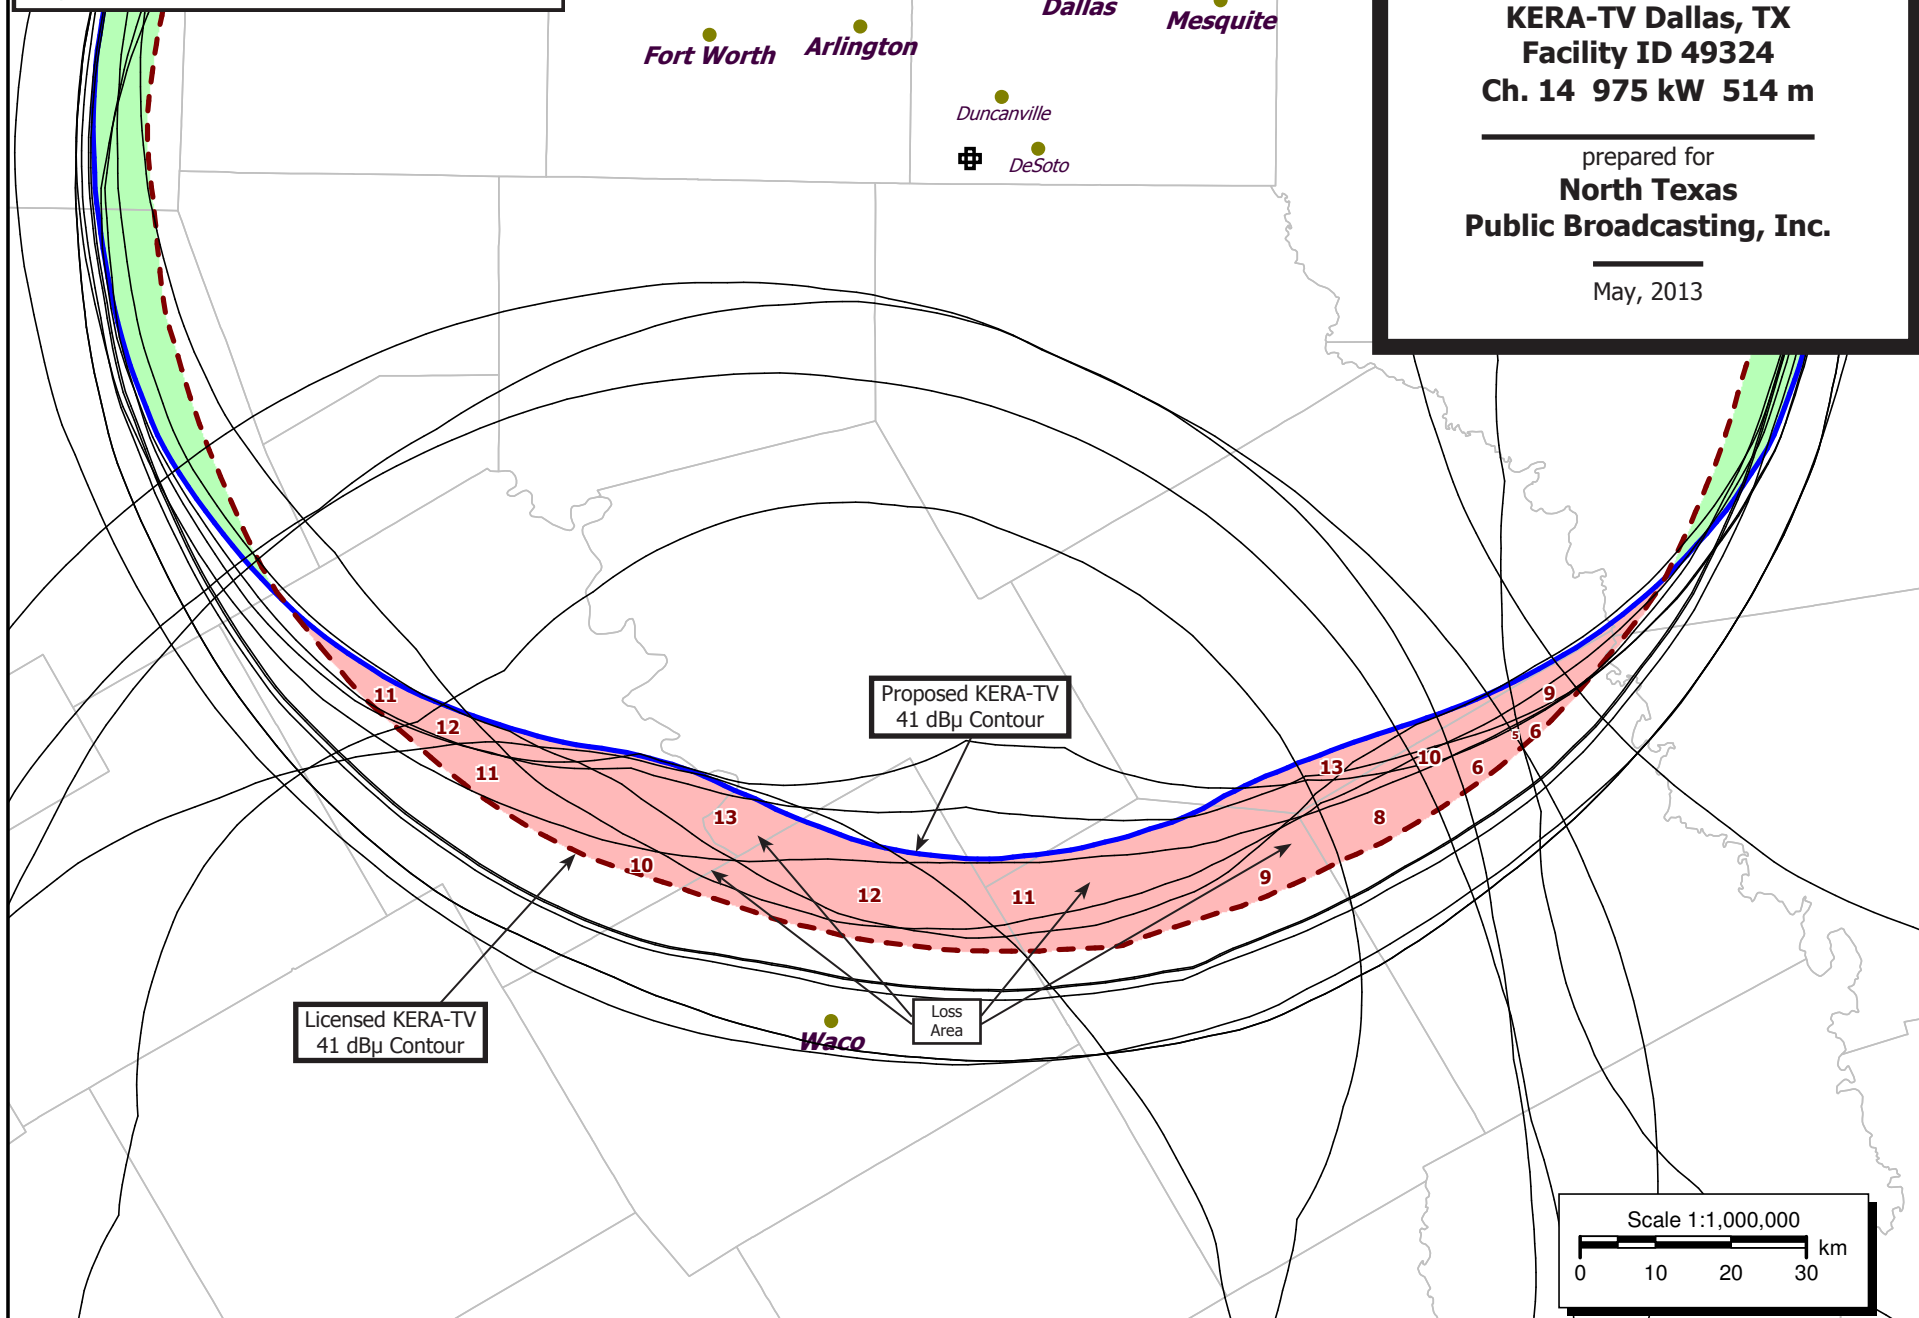 Dallas
Mesquite
Fort Worth
Arlington
Duncanville
DeSoto
KERA-TV Dallas, TX
Facility ID 49324
Ch. 14 975 kW 514 m
prepared for
North Texas
Public Broadcasting, Inc.
May, 2013
Proposed KERA-TV
41 dBµ Contour
11
12
11
13
10
12
11
9
13
10
8
6
5
6
9
Licensed KERA-TV
41 dBµ Contour
Loss
Area
Waco
Scale 1:1,000,000
km
0 10 20 30